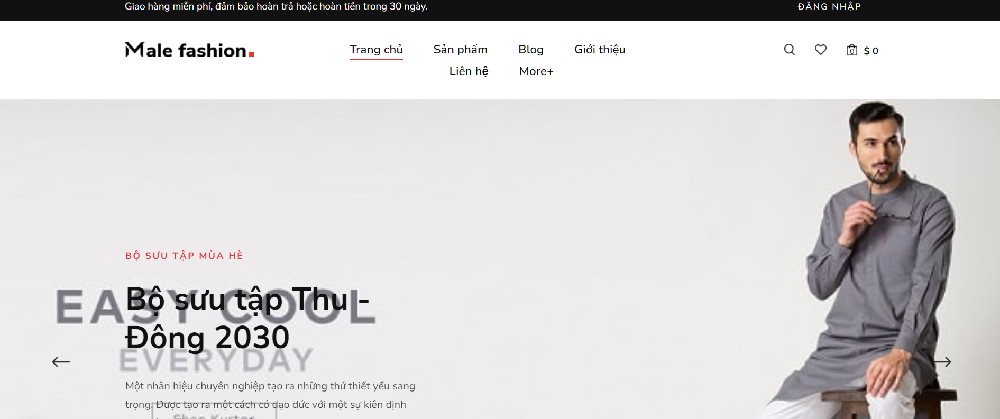 Giao hàng miễn phí, đảm bảo hoàn trả hoặc hoàn tiền trong 30 ngày.
ĐĂNG NHẬP
Male fashion.
Trang chủ Sản phẩm Blog Giới thiệu
Liên hệ More+
0 $ 0
BỘ SƯU TẬP MÙA HÈ
EASY COOL
Bộ sưu tập Thu -
Đông 2030
EVERYDAY
Một nhãn hiệu chuyên nghiệp tạo ra những thứ thiết yếu sang
trọng. Được tạo ra một cách có đạo đức với một sự kiên định